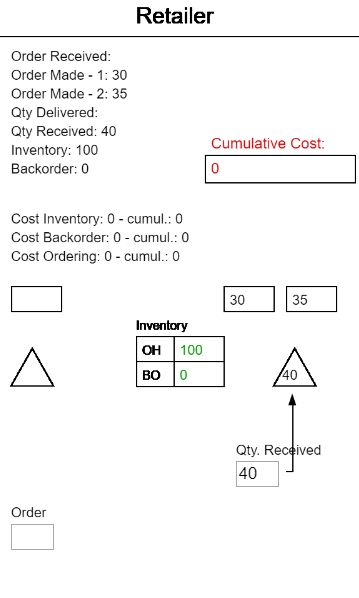 Retailer
Order Received:
Order Made - 1: 30
Order Made - 2: 35
Qty Delivered:
Qty Received: 40
Inventory: 100
Backorder: 0
Cumulative Cost:
0
Cost Inventory: 0 - cumul.: 0
Cost Backorder: 0 - cumul.: 0
Cost Ordering: 0 - cumul.: 0
30 35
Inventory
OH 100
BO 0
40
Qty. Received
40
Order